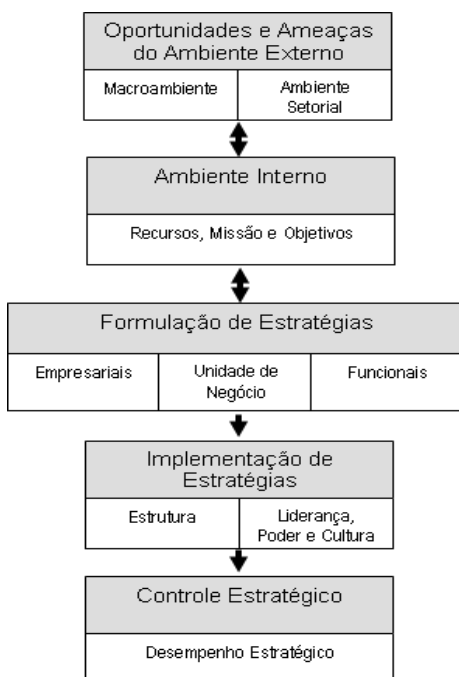 Oportunidades e Ameaças
do Ambiente Externo
Macroambiente
Ambiente
Setorial
Ambiente Interno
Recursos, Missão e Objetivos
Formulação de Estratégias
Empresariais
Unidade de
Negócio
Funcionais
Implementação de
Estratégias
Estrutura
Liderança,
Poder e Cultura
Controle Estratégico
Desempenho Estratégico